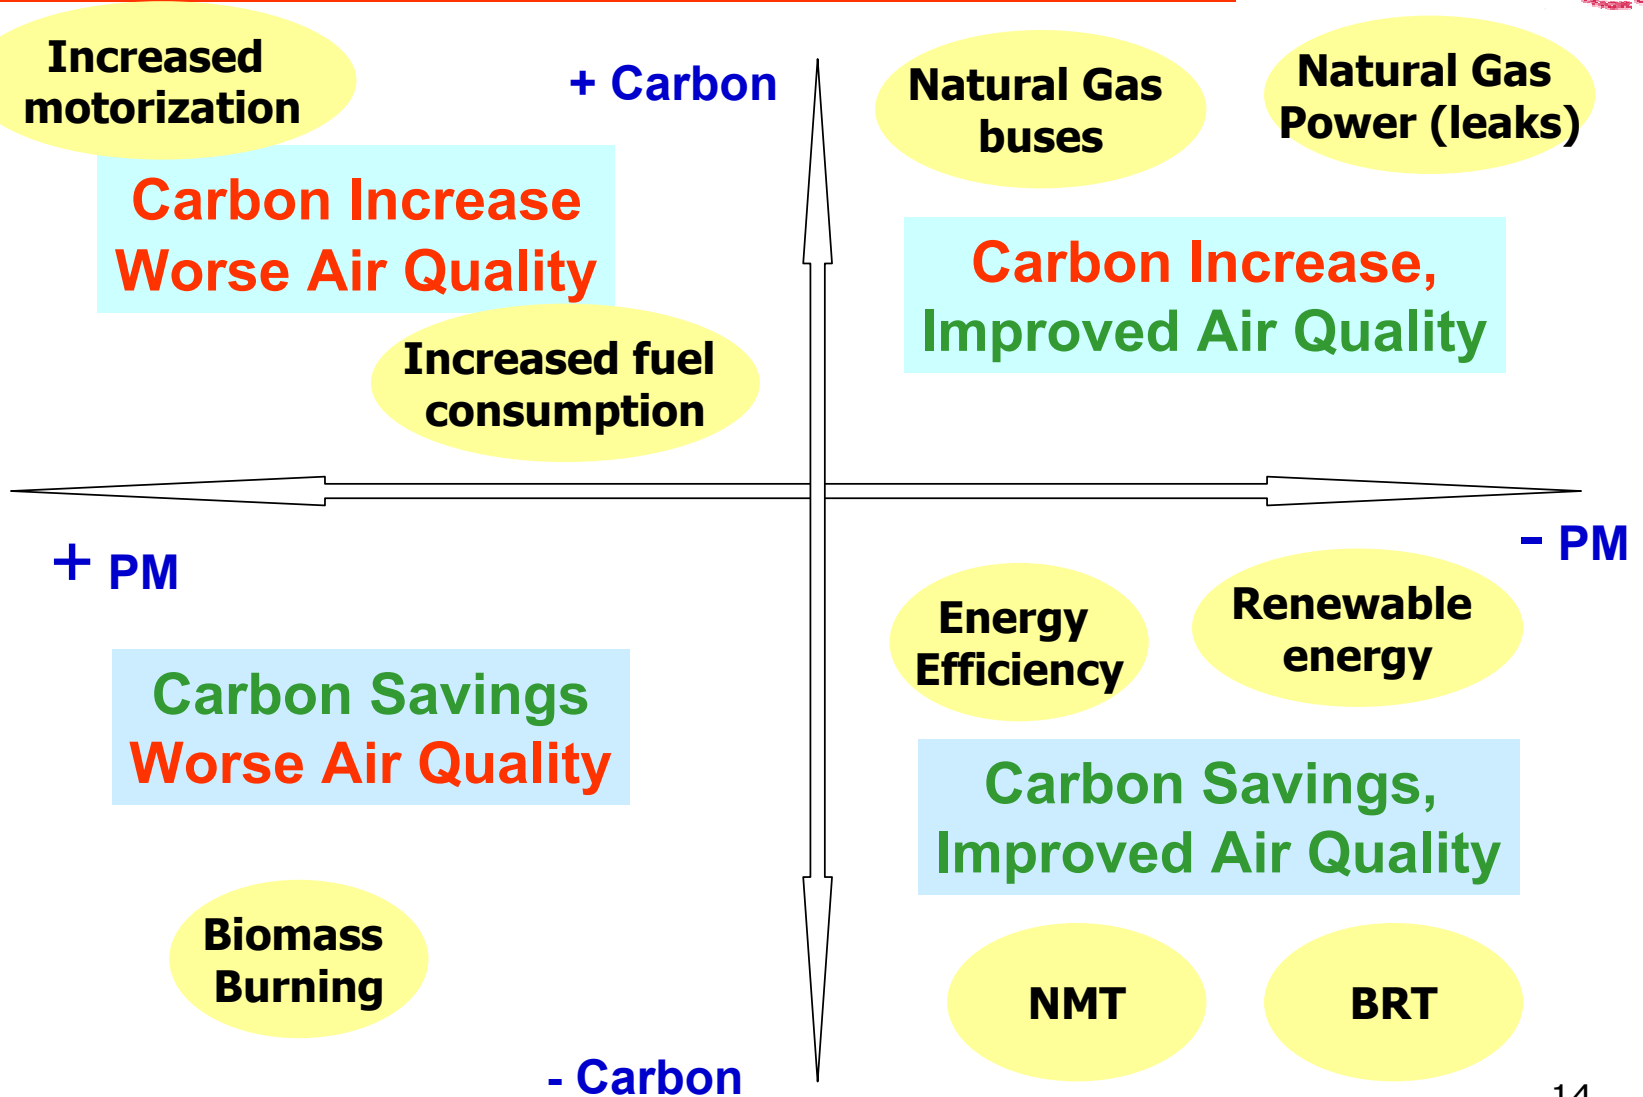 Increased
motorization
+ Carbon
Natural Gas
buses
Natural Gas
Power (leaks)
Carbon Increase
Worse Air Quality
Carbon Increase,
Improved Air Quality
Increased fuel
consumption
+ PM
- PM
Energy
Efficiency
Renewable
energy
Carbon Savings
Worse Air Quality
Carbon Savings,
Improved Air Quality
Biomass
Burning
NMT
BRT
- Carbon
14